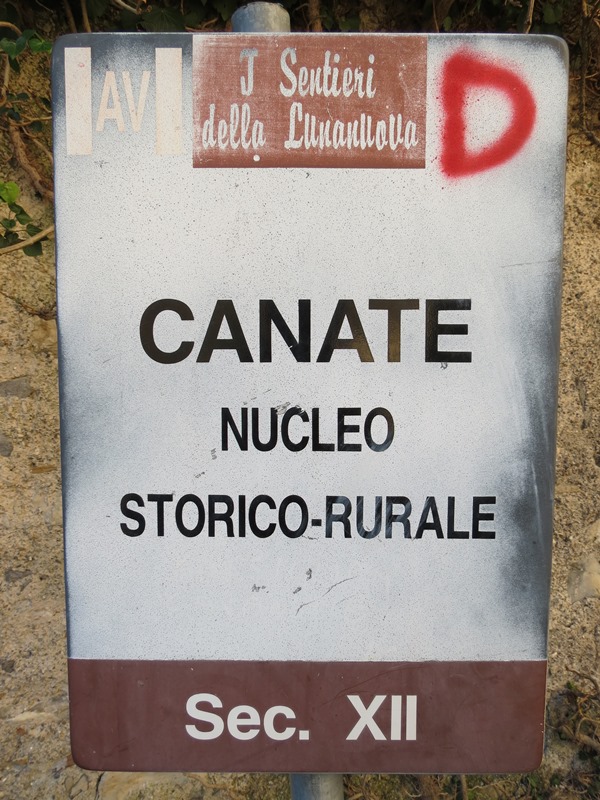 AV
I Sentieri
della Lunanuova
D
CANATE
NUCLEO
STORICO-RURALE
Sec. XII